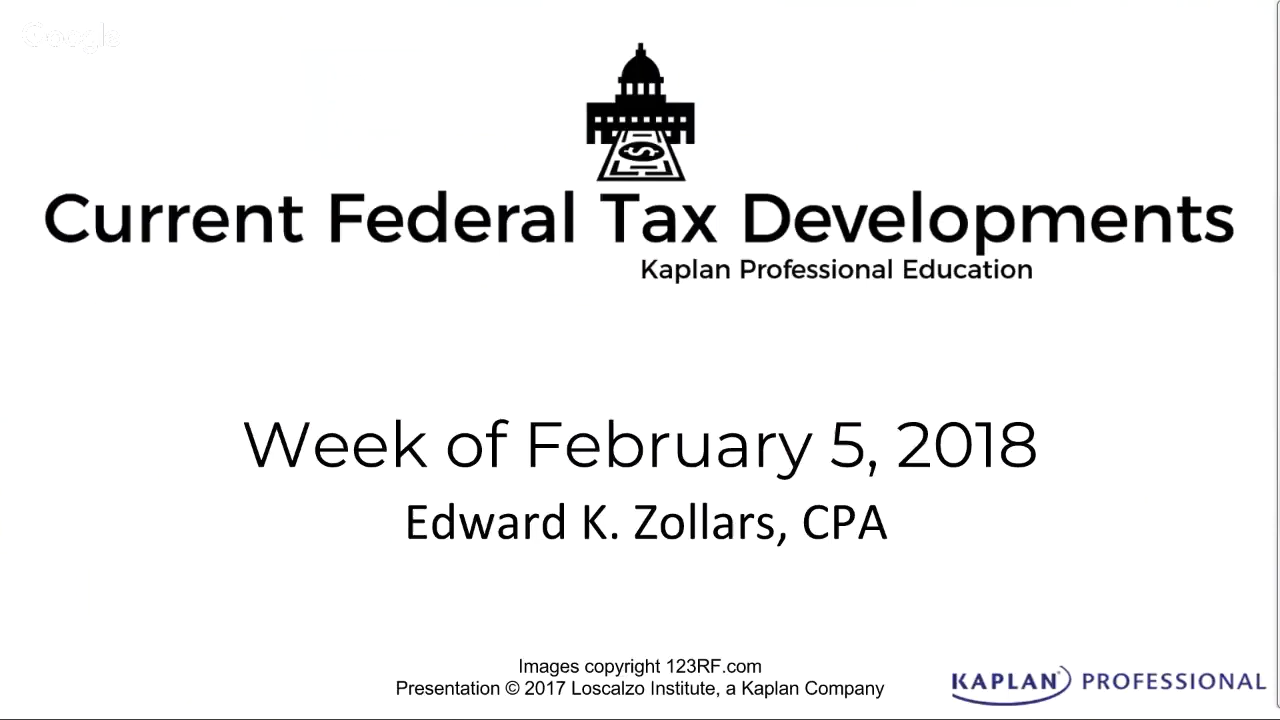 Current Federal Tax Developments
Kaplan Professional Education
Week of February 5, 2018
Edward K. Zollars, CPA
Images copyright 123RF.com
Presentation © 2017 Loscalzo Institute, a Kaplan Company
KAPLAN PROFESSIONAL